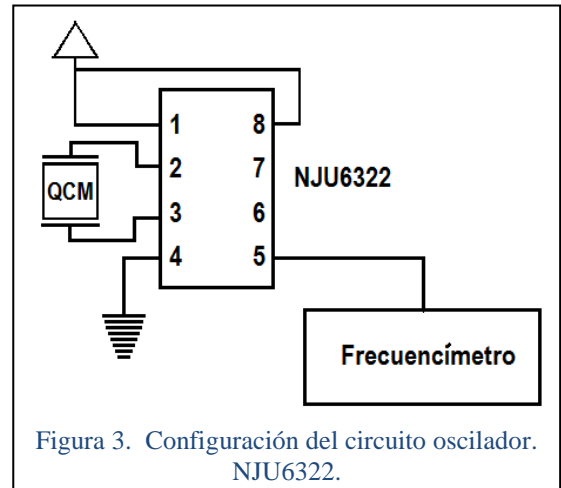 1 8
QCM 2 7 NJU6322
3 6
4 5
Frecuencímetro
Figura 3. Configuración del circuito oscilador.
NJU6322.